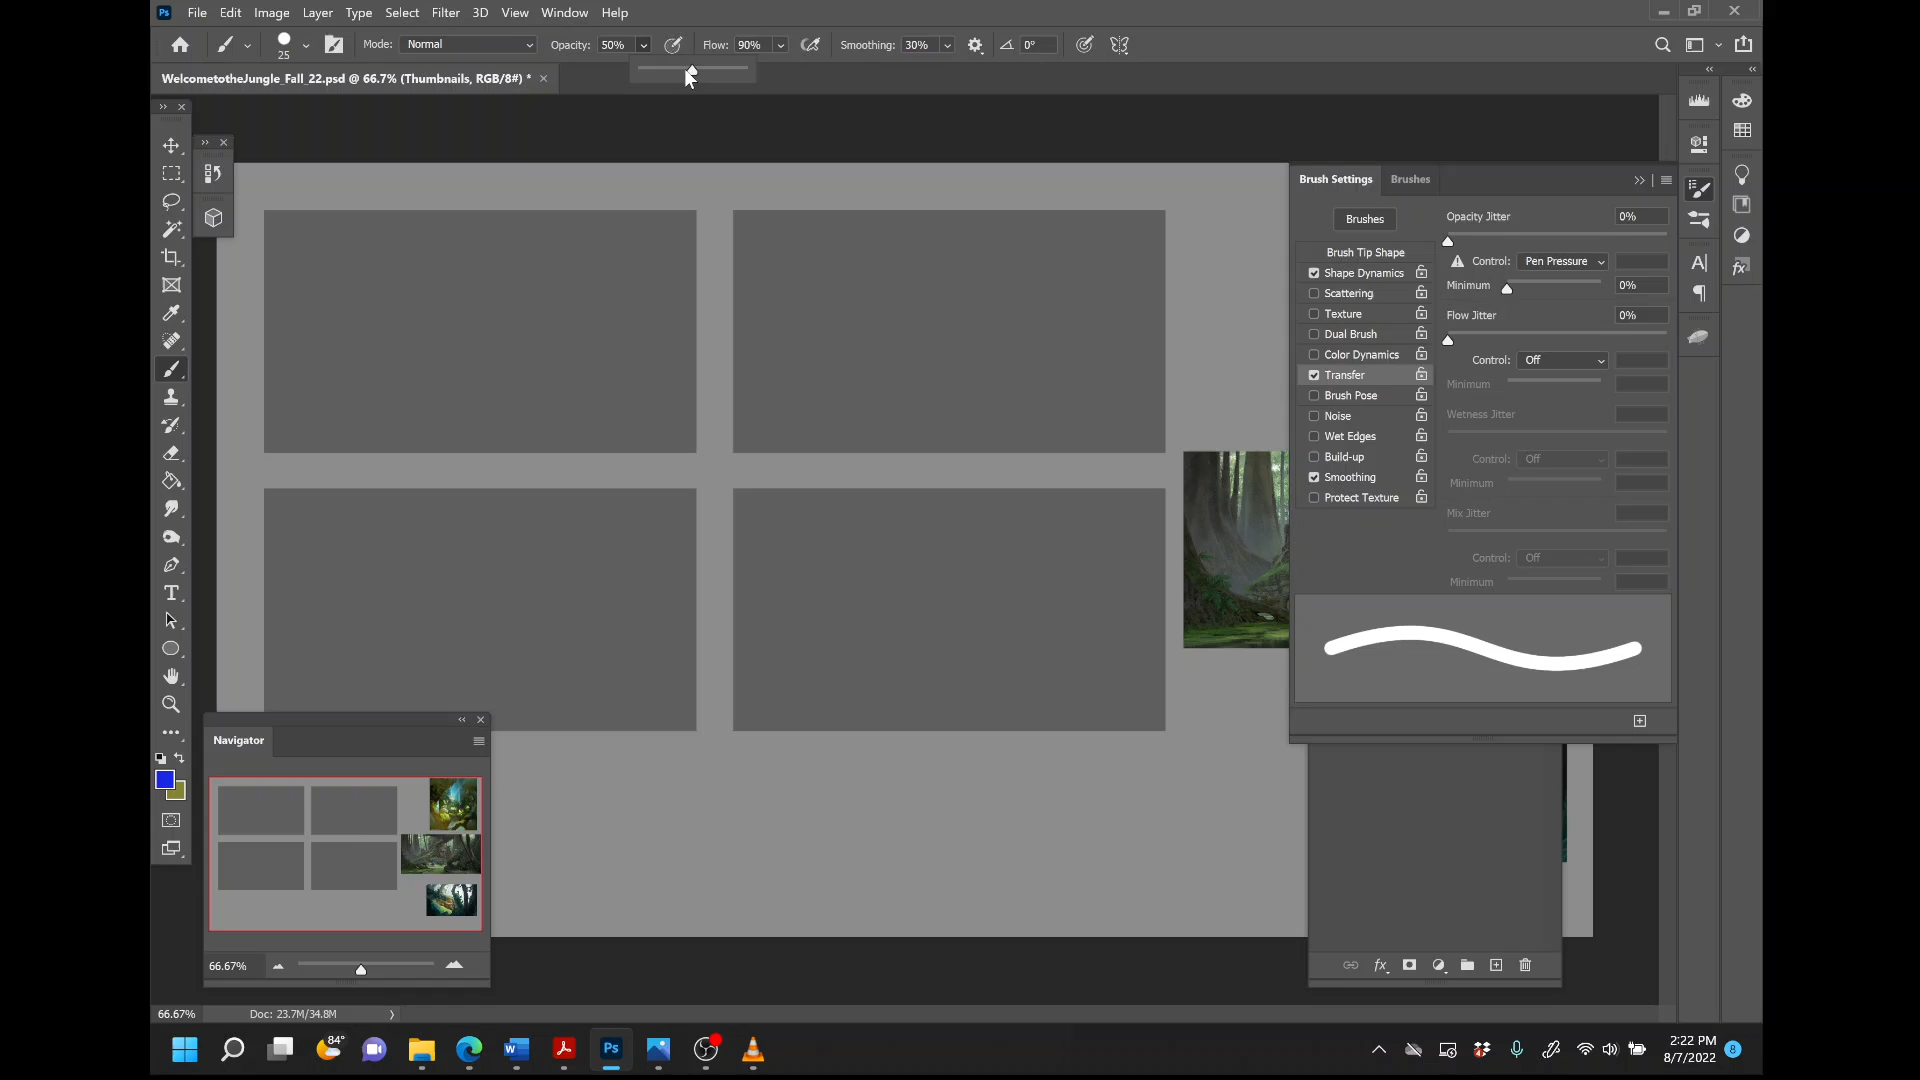 Ps File Edit Image Layer Type Select Filter 3D View Window Help
25 Mode: Normal Opacity: 50% Flow: 90% Smoothing: 30% 0°
WelcometotheJungle_Fall_22.psd @ 66.7% (Thumbnails, RGB/8#) *
Brush Settings Brushes
Brushes
Opacity Jitter 0%
Brush Tip Shape
Control: Pen Pressure
Shape Dynamics
Minimum 0%
Scattering
Texture
Flow Jitter 0%
Dual Brush
Color Dynamics
Control: Off
Transfer
Minimum
Brush Pose
Noise
Wetness Jitter
Wet Edges
Build-up
Control: Off
Smoothing
Minimum
Protect Texture
Mix Jitter
Control: Off
Minimum
Navigator
66.67%
66.67% Doc: 23.7M/34.8M
84°
Ps
2:22 PM
8/7/2022
8